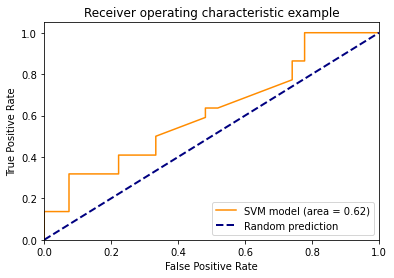 Receiver operating characteristic example
True Positive Rate
1.0
0.8
0.6
0.4
0.2
0.0
SVM model (area = 0.62)
Random prediction
0.0 0.2 0.4 0.6 0.8 1.0
False Positive Rate